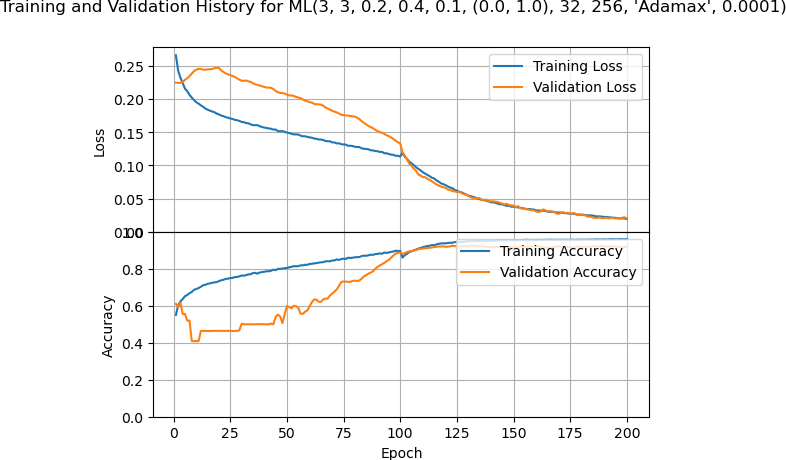 Training and Validation History for ML(3, 3, 0.2, 0.4, 0.1, (0.0, 1.0), 32, 256, 'Adamax', 0.0001)
0.25
0.20
0.15
0.10
0.05
0.00
Loss
Training Loss
Validation Loss
1.0
0.8
0.6
0.4
0.2
0.0
Accuracy
Training Accuracy
Validation Accuracy
0 25 50 75 100 125 150 175 200
Epoch